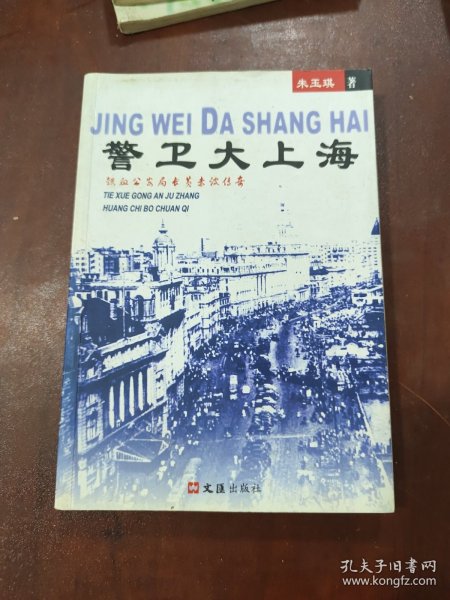 朱玉琪 著
JING WEI DA SHANG HAI
警卫大上海
铁血公安局长黄赤波传奇
TIE XUE GONG AN JU ZHANG
HUANG CHI BO CHUAN QI
文匯出版社
孔夫子旧书网
www.kongfz.com